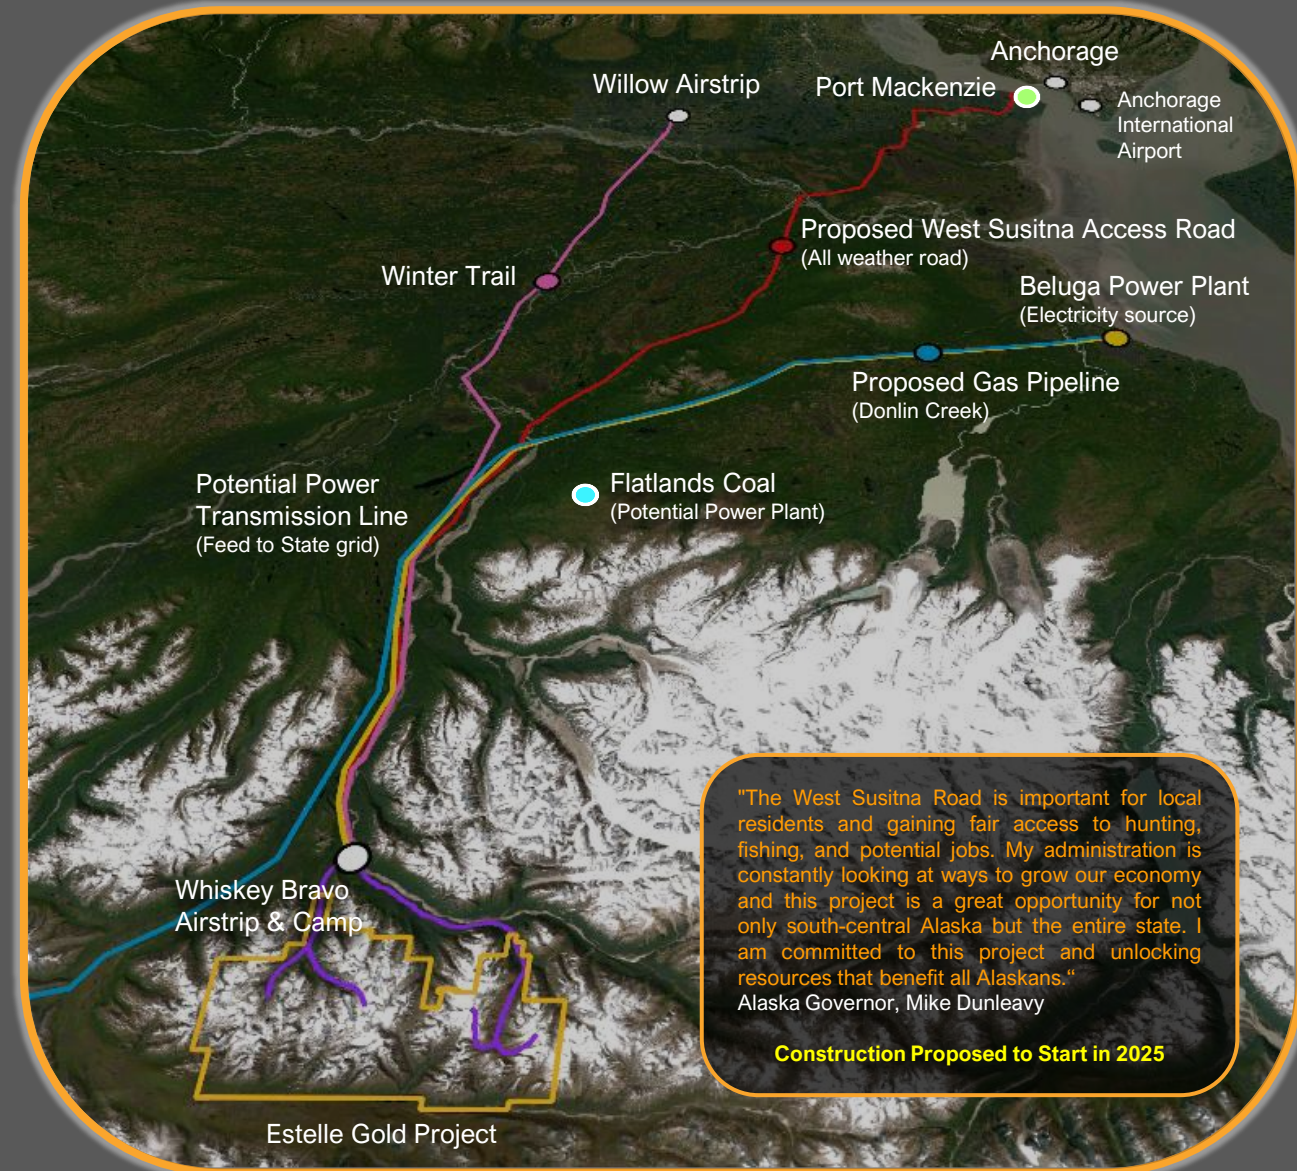 Anchorage
Willow Airstrip
Port Mackenzie
Anchorage
International
Airport
Proposed West Susitna Access Road
(All weather road)
Winter Trail
Beluga Power Plant
(Electricity source)
Proposed Gas Pipeline
(Donlin Creek)
Potential Power
Transmission Line
(Feed to State grid)
Flatlands Coal
(Potential Power Plant)
"The West Susitna Road is important for local
residents and gaining fair access to hunting,
fishing, and potential jobs. My administration is
constantly looking at ways to grow our economy
and this project is a great opportunity for not
only south-central Alaska but the entire state. I
am committed to this project and unlocking
resources that benefit all Alaskans.“
Alaska Governor, Mike Dunleavy
Construction Proposed to Start in 2025
Whiskey Bravo
Airstrip & Camp
Estelle Gold Project